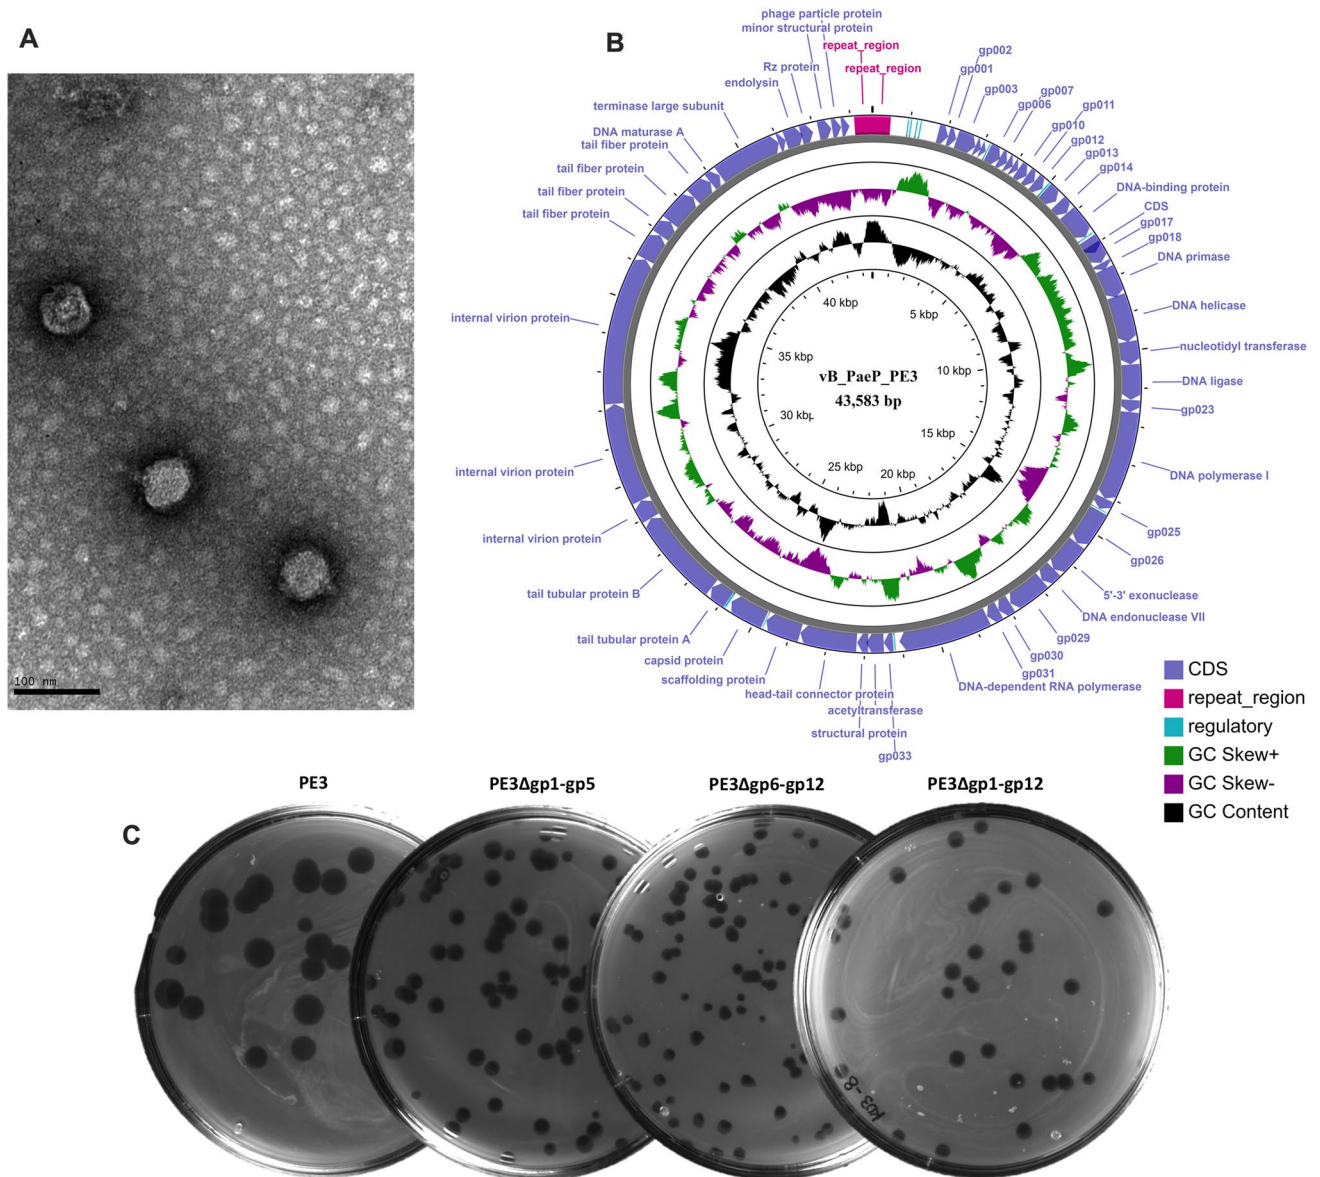 A
100 nm
B
phage particle protein
minor structural protein
repeat_region
repeat_region
Rz protein
endolysin
terminase large subunit
DNA maturase A
tail fiber protein
tail fiber protein
tail fiber protein
tail fiber protein
internal virion protein
internal virion protein
internal virion protein
tail tubular protein B
tail tubular protein A
capsid protein
scaffolding protein
head-tail connector protein
acetyltransferase
structural protein
gp033
gp002
gp001
gp003
gp007
gp006
gp011
gp010
gp012
gp013
gp014
DNA-binding protein
CDS
gp017
gp018
DNA primase
DNA helicase
nucleotidyl transferase
DNA ligase
gp023
DNA polymerase I
gp025
gp026
5'-3' exonuclease
DNA endonuclease VII
gp029
gp030
gp031
DNA-dependent RNA polymerase
40 kbp
5 kbp
35 kbp
10 kbp
30 kbp
15 kbp
25 kbp
20 kbp
vB_PaeP_PE3
43,583 bp
CDS
repeat_region
regulatory
GC Skew+
GC Skew-
GC Content
C
PE3
PE3Δgp1-gp5
PE3Δgp6-gp12
PE3Δgp1-gp12